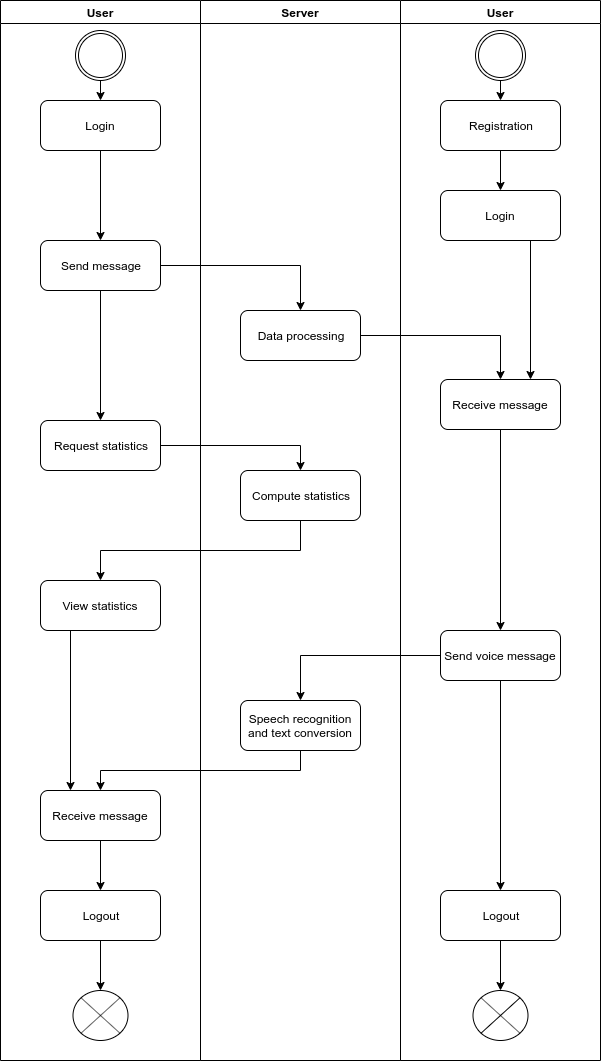 User
Server
User
Login
Registration
Login
Send message
Data processing
Receive message
Request statistics
Compute statistics
View statistics
Send voice message
Speech recognition
and text conversion
Receive message
Logout
Logout